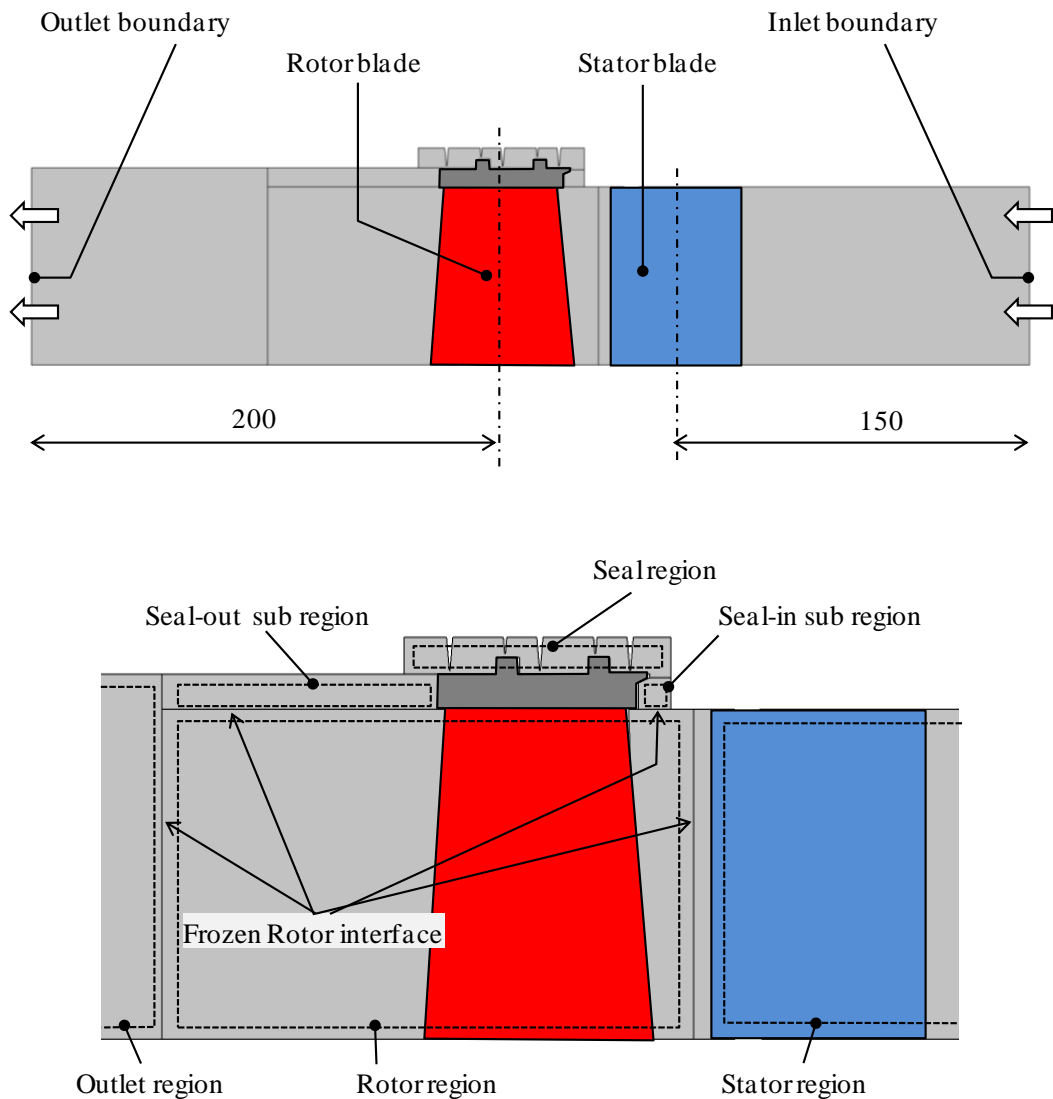 Outlet boundary
Inlet boundary
Rotor blade
Stator blade
200
150
Seal region
Seal-out sub region
Seal-in sub region
Frozen Rotor interface
Outlet region
Rotor region
Stator region